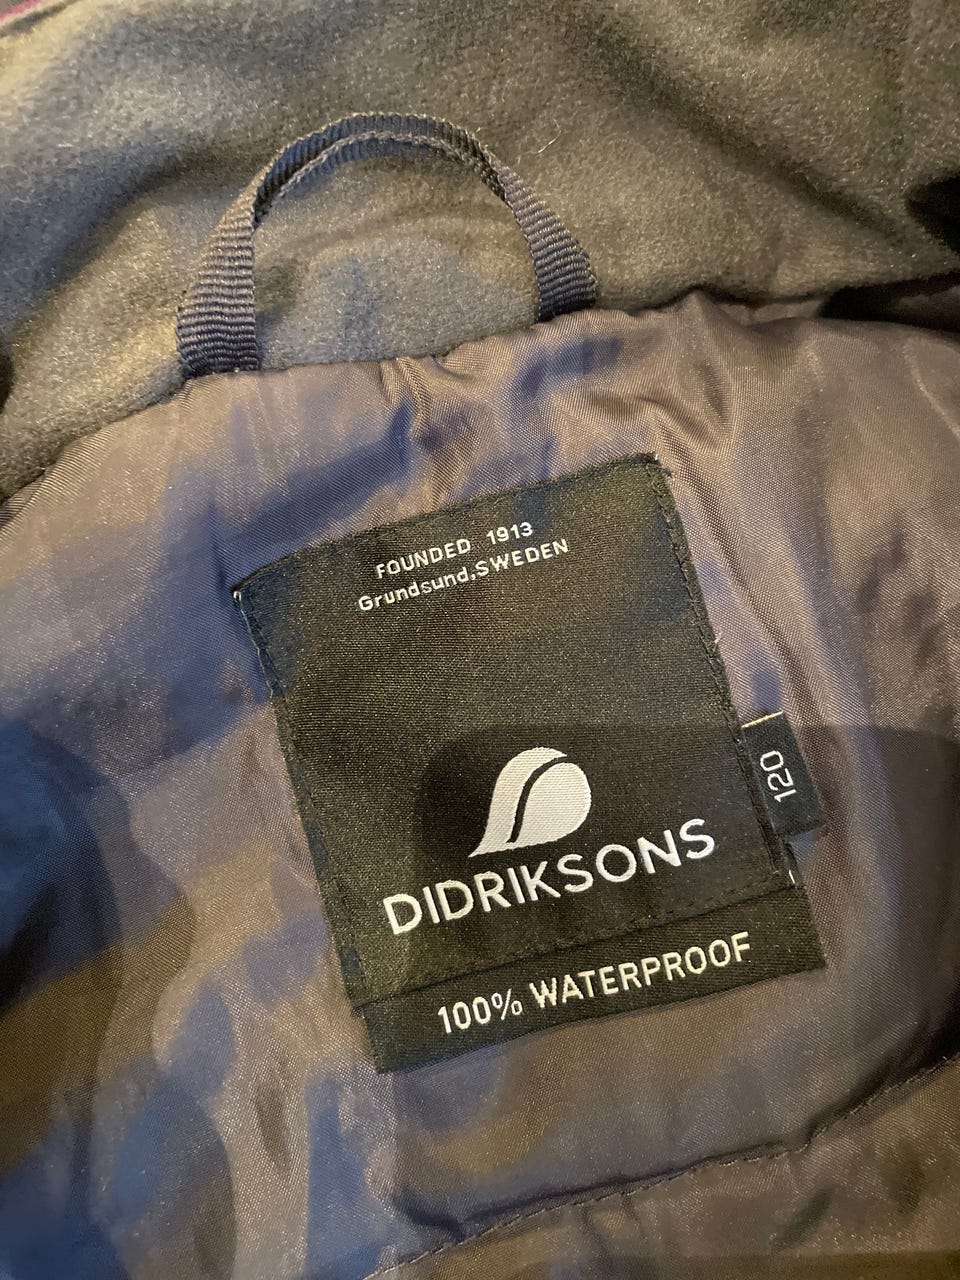 FOUNDED 1913
Grundsund.SWEDEN
120
DIDRIKSONS
100% WATERPROOF